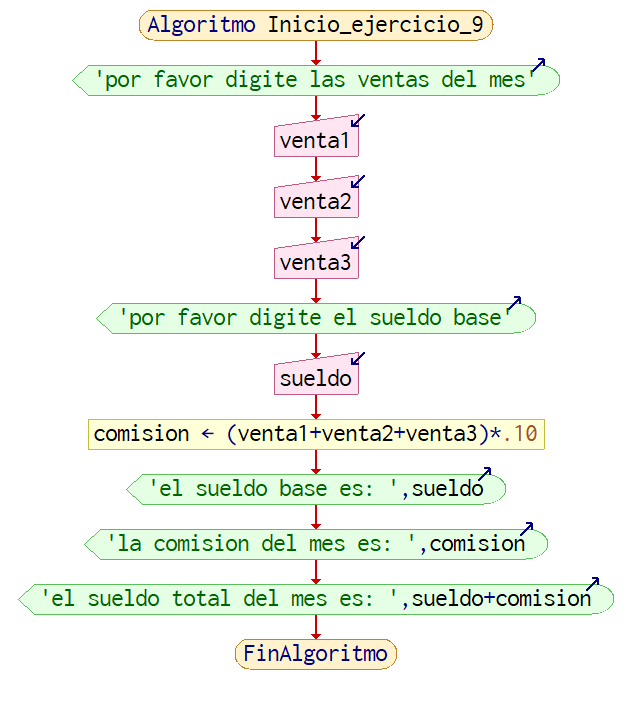 Algoritmo Inicio_ejercicio_9
'por favor digite las ventas del mes'
venta1
venta2
venta3
'por favor digite el sueldo base'
sueldo
comision ← (venta1+venta2+venta3)*.10
'el sueldo base es: ',sueldo
'la comision del mes es: ',comision
'el sueldo total del mes es: ',sueldo+comision
FinAlgoritmo